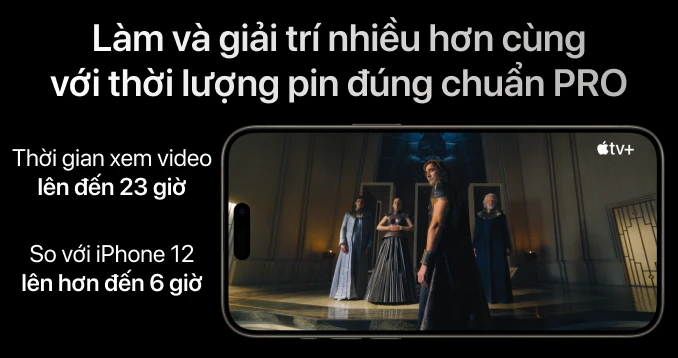 Làm và giải trí nhiều hơn cùng
với thời lượng pin đúng chuẩn PRO
tv+
Thời gian xem video
lên đến 23 giờ
So với iPhone 12
lên hơn đến 6 giờ